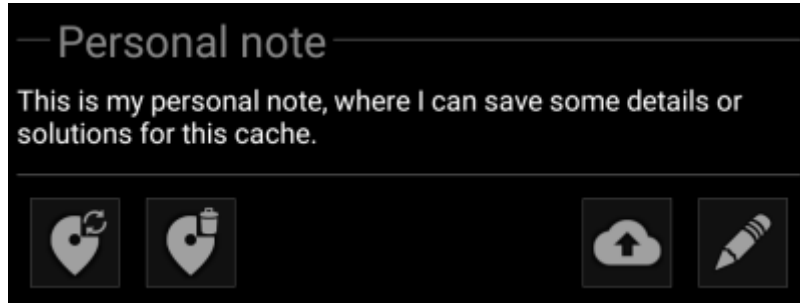 Personal note
This is my personal note, where I can save some details or
solutions for this cache.